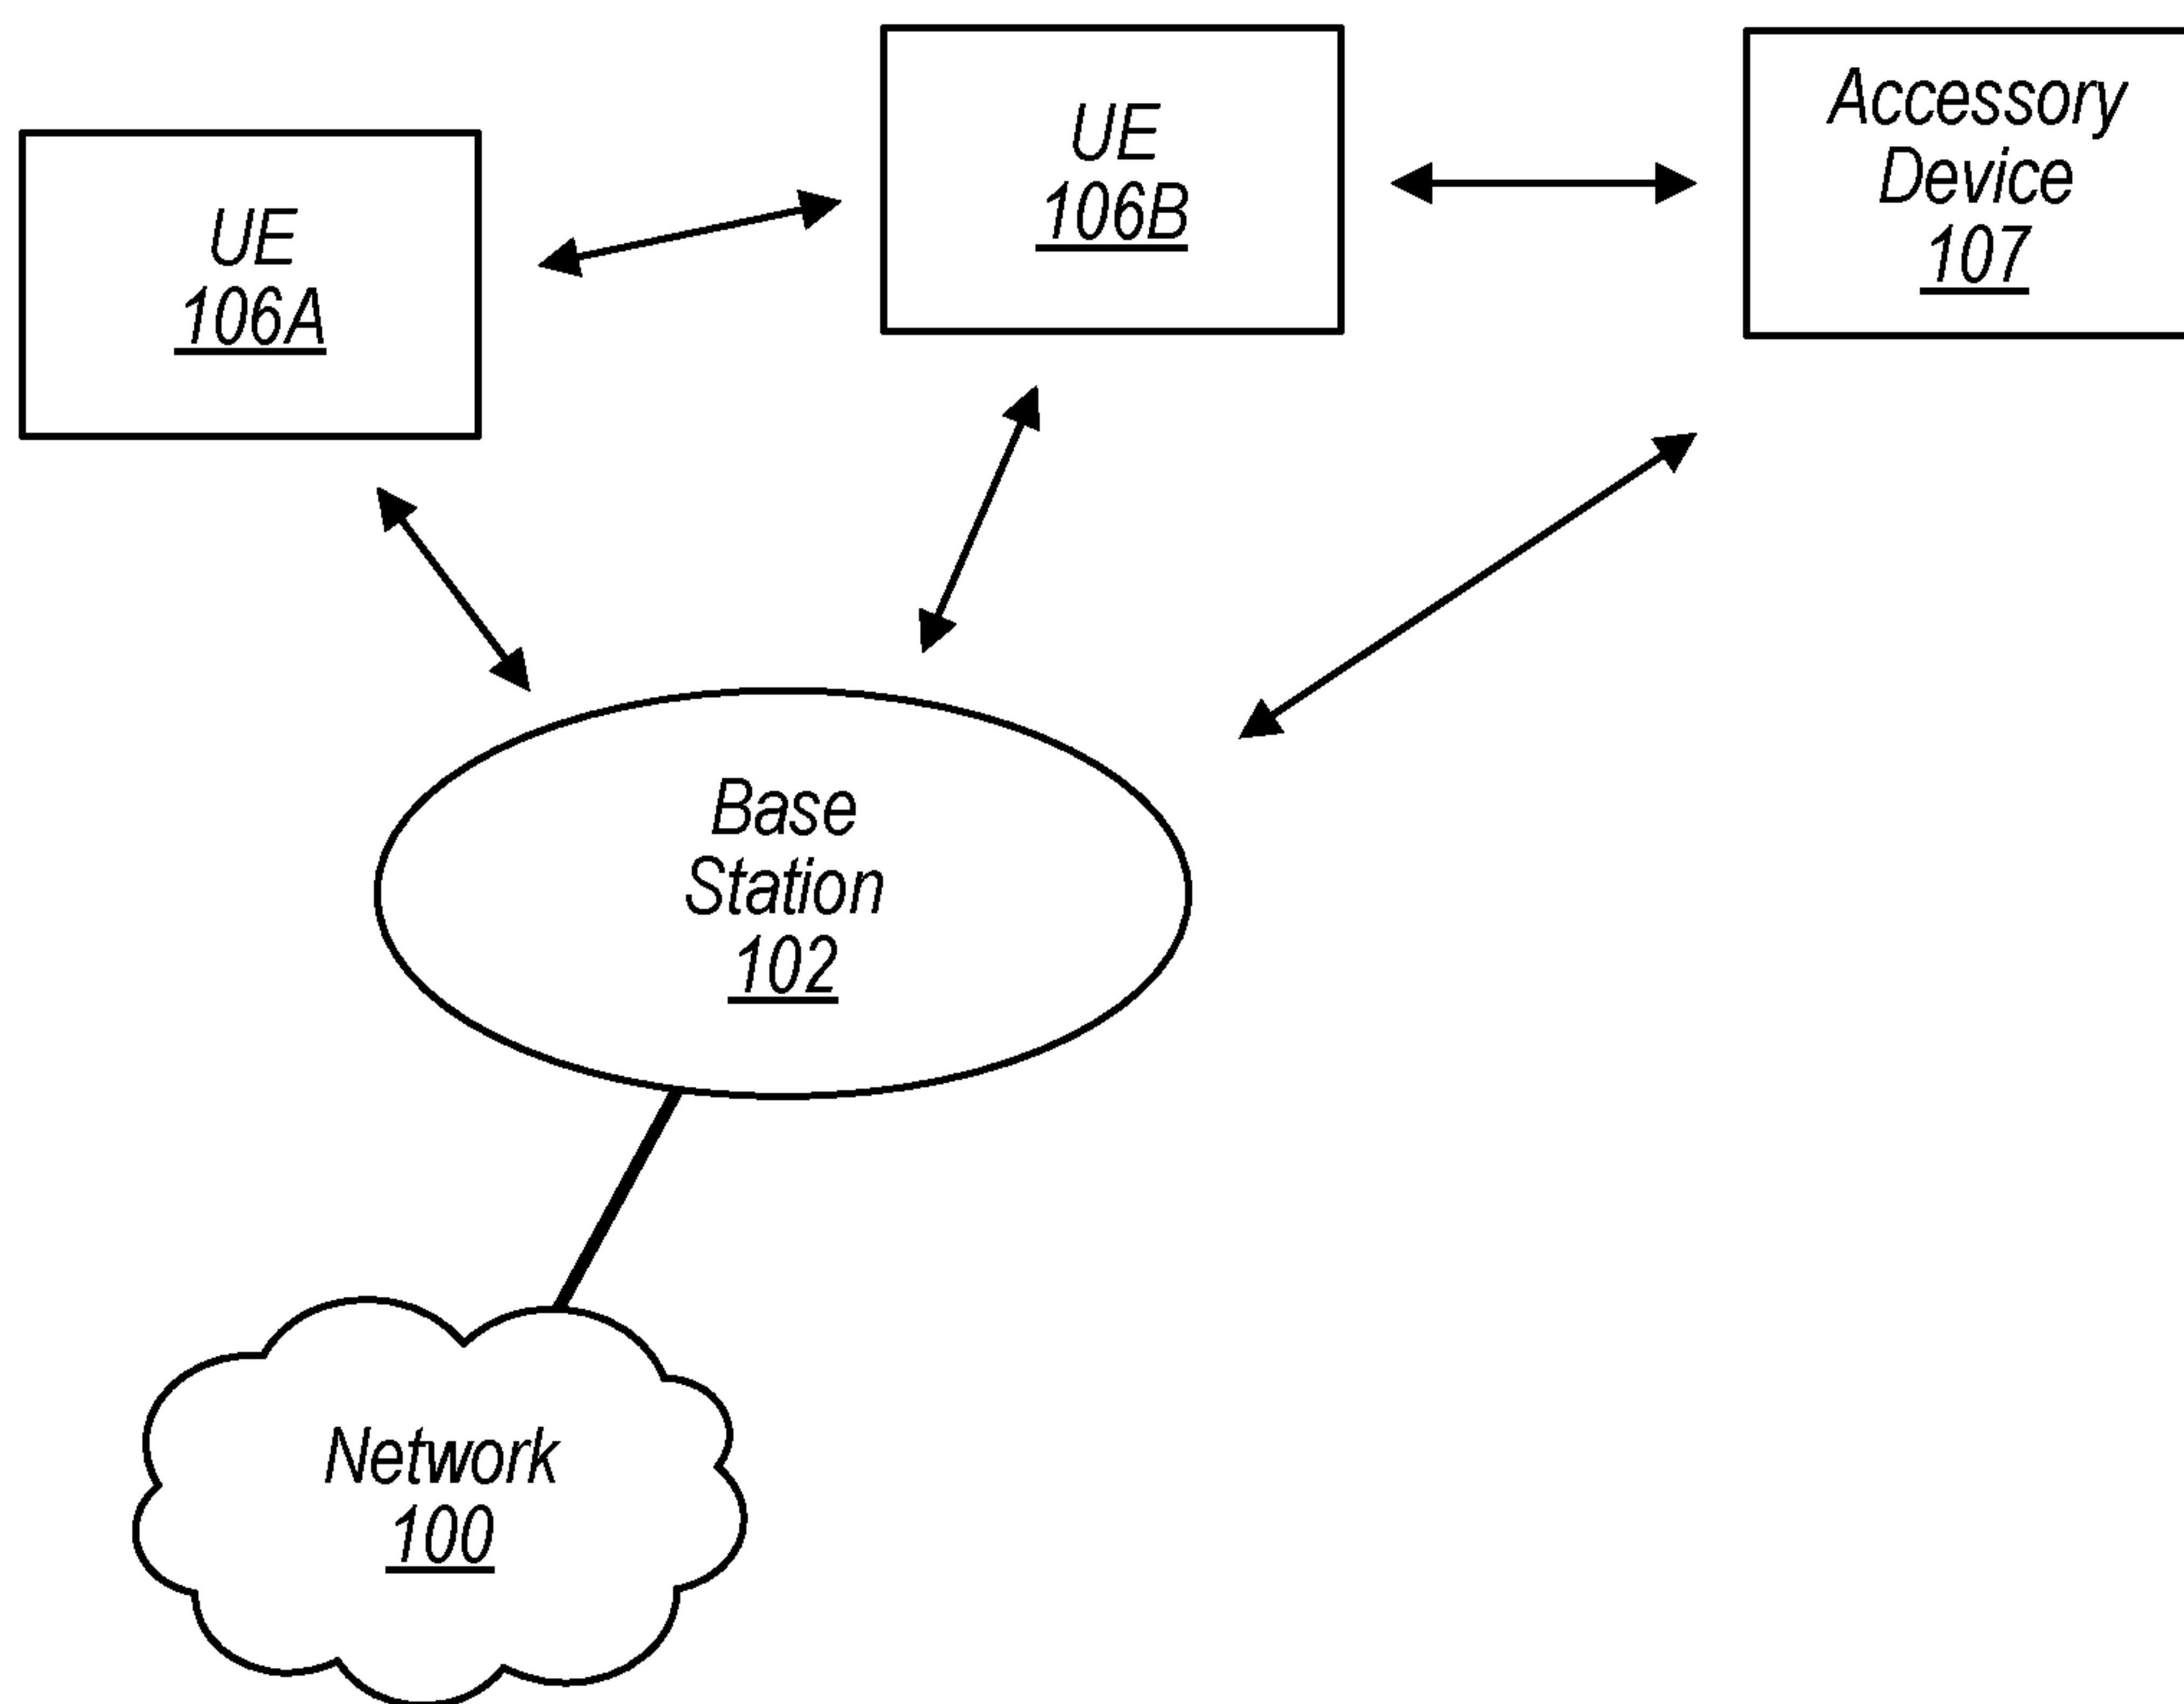 UE
106A
UE
106B
Accessory
Device
107
Base
Station
102
Network
100